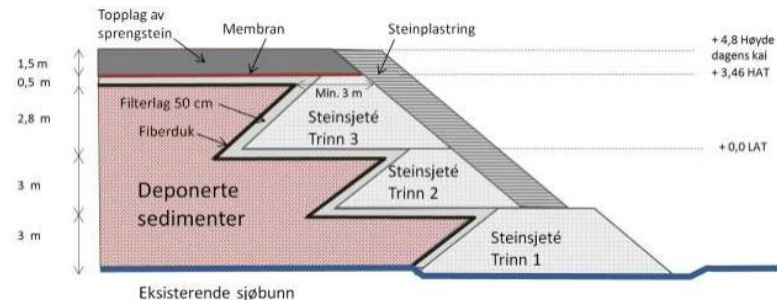 Topplag av
sprengstein
Membran
Steinplastring
+ 4,8 Høyde
dagens kai
+ 3,46 HAT
1,5 m
0,5 m
Min. 3 m
Filterlag 50 cm
2,8 m
Steinsjeté
Trinn 3
Fiberduk
+ 0,0 LAT
3 m
Deponerte
sedimenter
Steinsjeté
Trinn 2
3 m
Steinsjeté
Trinn 1
Eksisterende sjøbunn